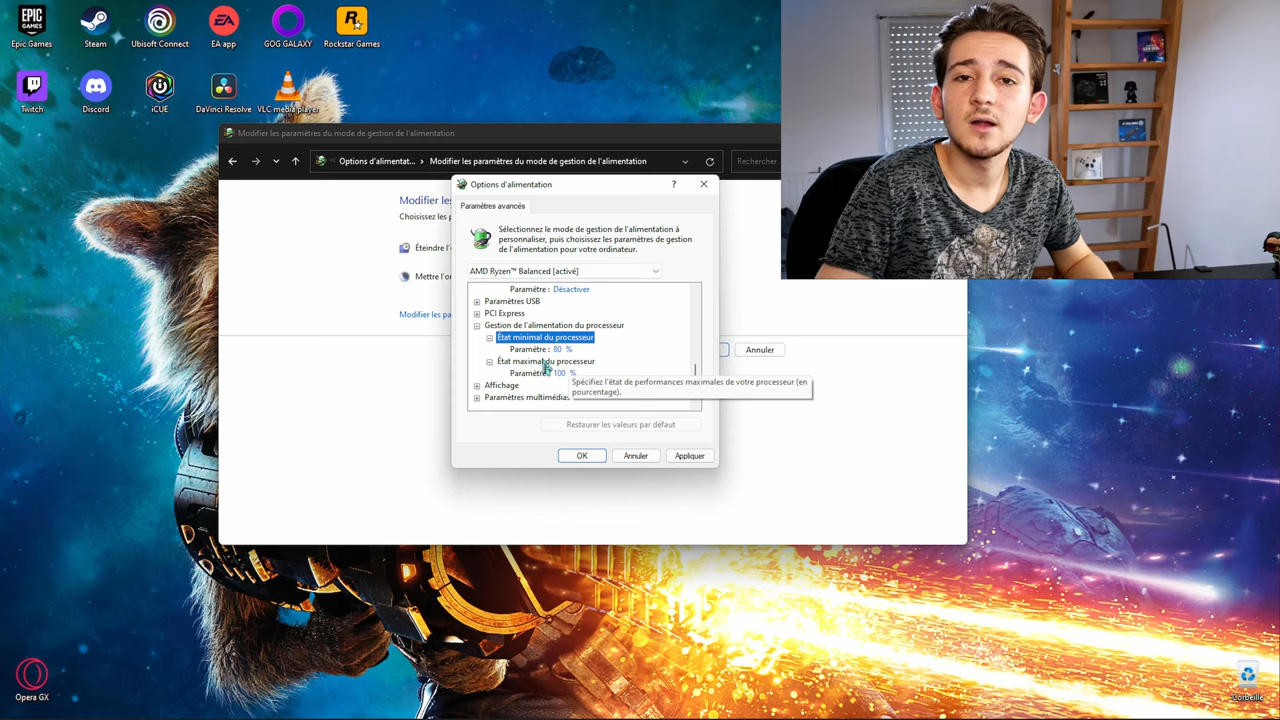 Epic Games
Steam
Ubisoft Connect
EA app
GOG GALAXY
Rockstar Games
Twitch
Discord
iCUE
DaVinci Resolve
VLC media player
Modifier les paramètres du mode de gestion de l'alimentation
Options d'alimentat... › Modifier les paramètres du mode de gestion de l'alimentation
Rechercher
Modifier les
Choisissez les p
Éteindre l'
Mettre l'or
Modifier les pa
Annuler
Options d'alimentation
Paramètres avancés
Sélectionnez le mode de gestion de l'alimentation à
personnaliser, puis choisissez les paramètres de
gestion de l'alimentation pour votre ordinateur.
AMD Ryzen™ Balanced [activé]
Paramètre : Désactiver
Paramètres USB
PCI Express
Gestion de l'alimentation du processeur
État minimal du processeur
Paramètre : 80 %
État maximal du processeur
Paramètre 100 %
Affichage
Paramètres multimédias
Spécifiez l'état de performances maximales de votre processeur (en
pourcentage).
Restaurer les valeurs par défaut
OK
Annuler
Appliquer
Opera GX
Corbeille